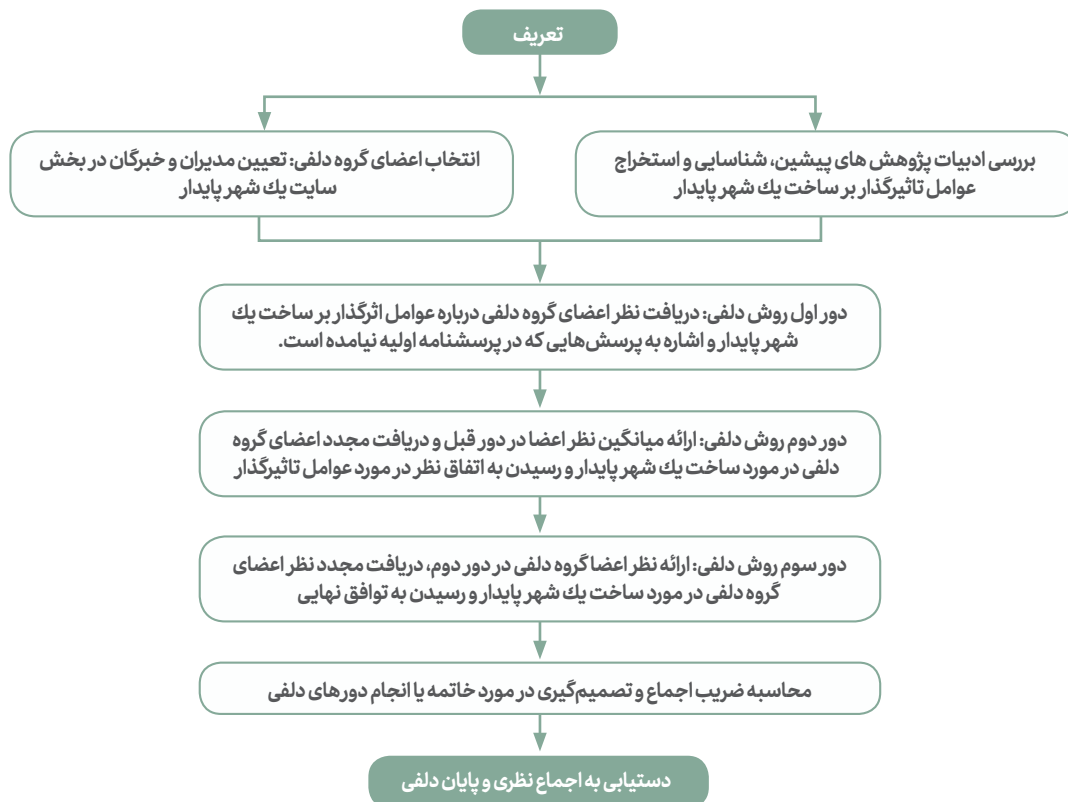 تعریف
بررسی ادبیات پژوهش های پیشین، شناسایی و استخراج
عوامل تاثیرگذار بر ساخت یك شهر پایدار
انتخاب اعضای گروه دلفی: تعیین مدیران و خبرگان در بخش
سایت یك شهر پایدار
دور اول روش دلفی: دریافت نظر اعضای گروه دلفی درباره عوامل اثرگذار بر ساخت یك
شهر پایدار و اشاره به پرسش‌هایی که در پرسشنامه اولیه نیامده است.
دور دوم روش دلفی: ارائه میانگین نظر اعضا در دور قبل و دریافت مجدد اعضای گروه
دلفی در مورد ساخت یك شهر پایدار و رسیدن به اتفاق نظر در مورد عوامل تاثیرگذار
دور سوم روش دلفی: ارائه نظر اعضا گروه دلفی در دور دوم، دریافت مجدد نظر اعضای
گروه دلفی در مورد ساخت یك شهر پایدار و رسیدن به توافق نهایی
محاسبه ضریب اجماع و تصمیم‌گیری در مورد خاتمه یا انجام دورهای دلفی
دستیابی به اجماع نظری و پایان دلفی